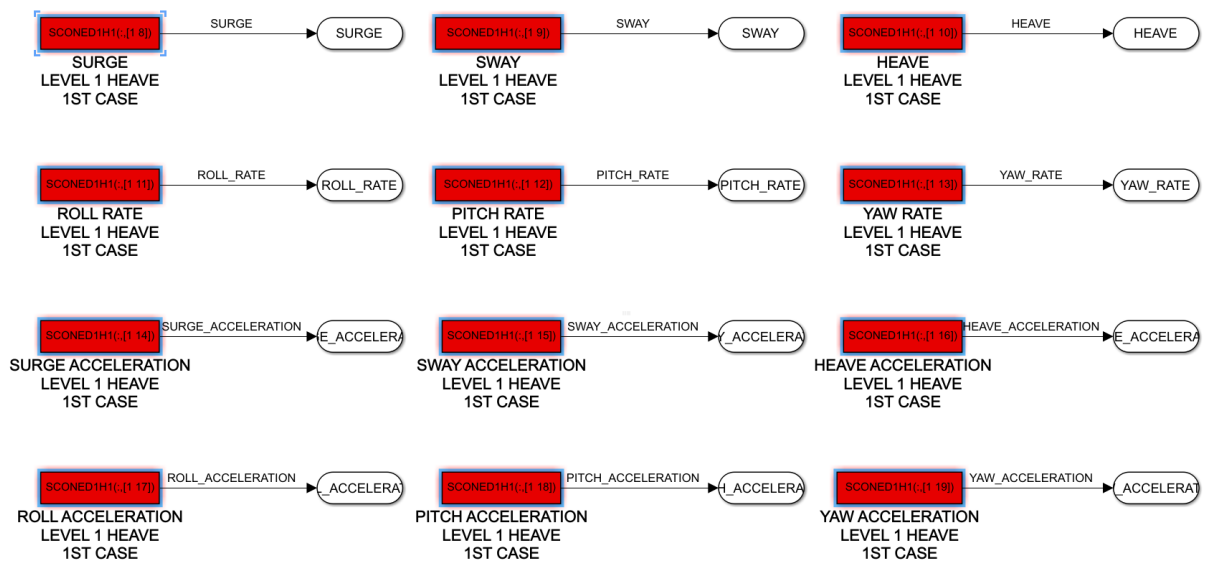 SCONED1H1(:,[1 8]) SURGE SURGE SCONED1H1(:,[1 9]) SWAY SWAY SCONED1H1(:,[1 10]) HEAVE HEAVE
SURGE SWAY HEAVE
LEVEL 1 HEAVE LEVEL 1 HEAVE LEVEL 1 HEAVE
1ST CASE 1ST CASE 1ST CASE
SCONED1H1(:,[1 11]) ROLL_RATE ROLL_RATE SCONED1H1(:,[1 12]) PITCH_RATE PITCH_RATE SCONED1H1(:,[1 13]) YAW_RATE YAW_RATE
ROLL RATE PITCH RATE YAW RATE
LEVEL 1 HEAVE LEVEL 1 HEAVE LEVEL 1 HEAVE
1ST CASE 1ST CASE 1ST CASE
SCONED1H1(:,[1 14]) SURGE_ACCELERATION E_ACCELERA SCONED1H1(:,[1 15]) SWAY_ACCELERATION Y_ACCELERA SCONED1H1(:,[1 16]) HEAVE_ACCELERATION E_ACCELERA
SURGE ACCELERATION SWAY ACCELERATION HEAVE ACCELERATION
LEVEL 1 HEAVE LEVEL 1 HEAVE LEVEL 1 HEAVE
1ST CASE 1ST CASE 1ST CASE
SCONED1H1(:,[1 17]) ROLL_ACCELERATION L_ACCELERAT SCONED1H1(:,[1 18]) PITCH_ACCELERATION H_ACCELERA SCONED1H1(:,[1 19]) YAW_ACCELERATION _ACCELERAT
ROLL ACCELERATION PITCH ACCELERATION YAW ACCELERATION
LEVEL 1 HEAVE LEVEL 1 HEAVE LEVEL 1 HEAVE
1ST CASE 1ST CASE 1ST CASE